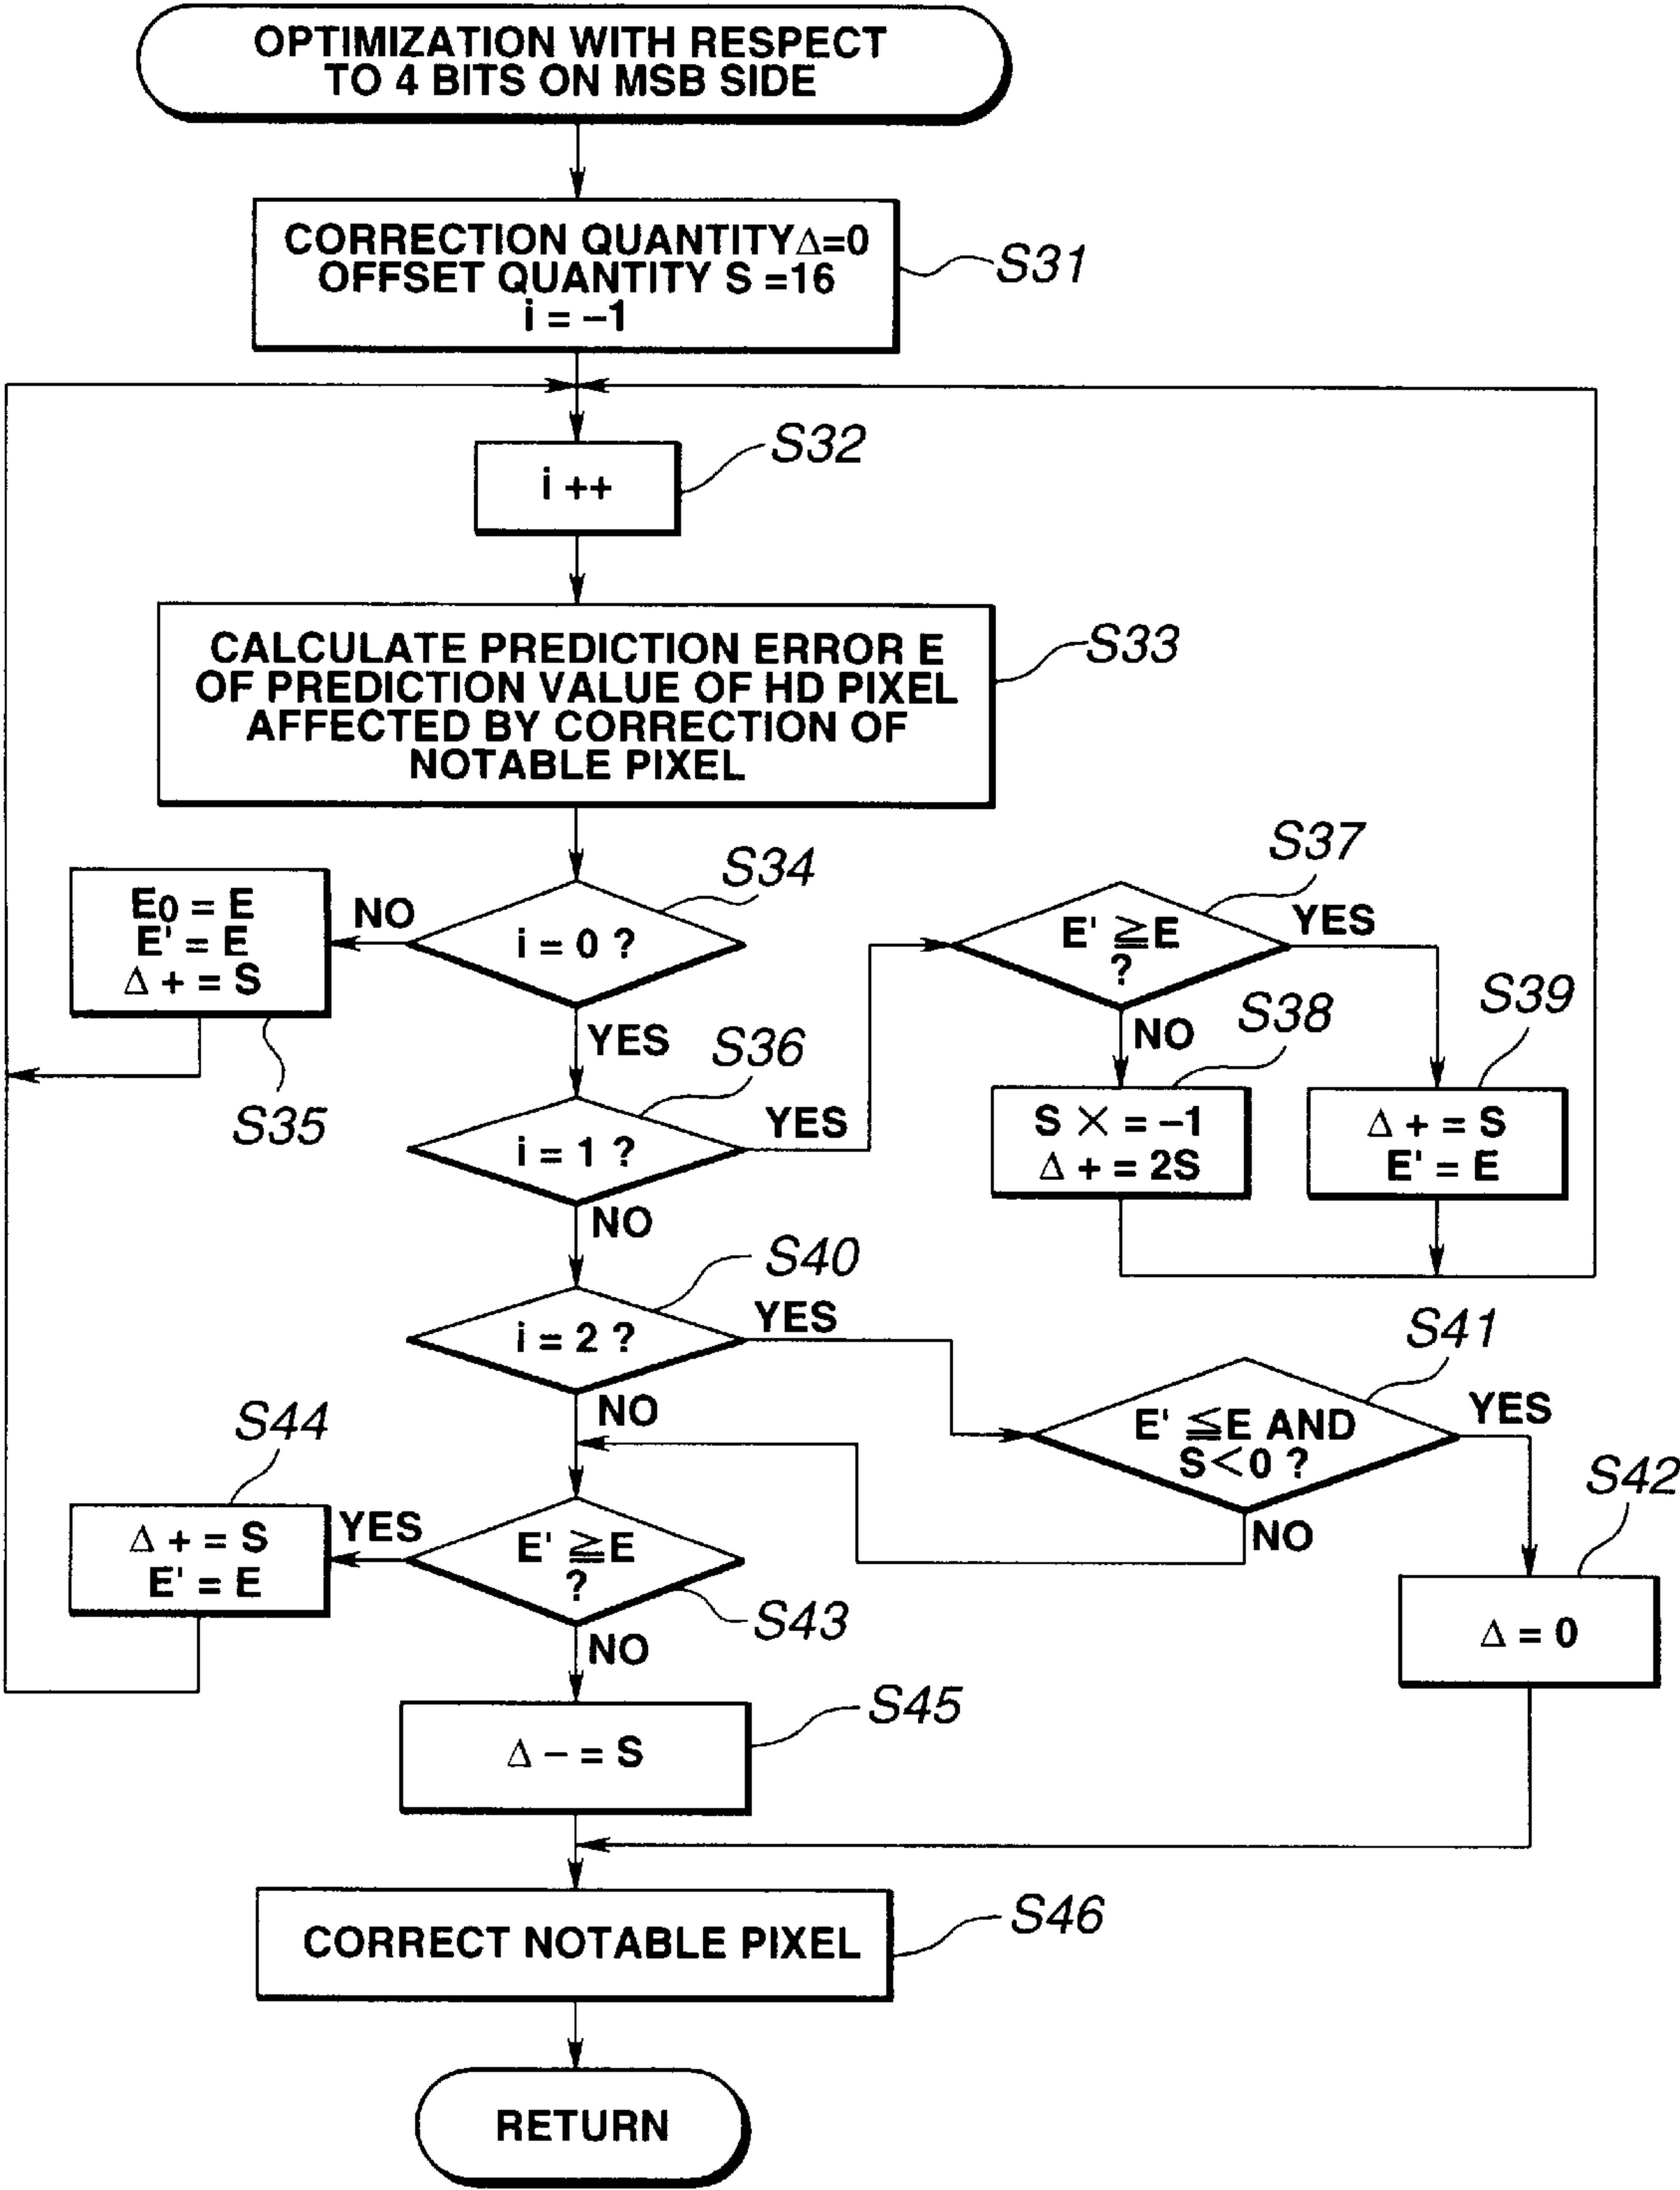 OPTIMIZATION WITH RESPECT
TO 4 BITS ON MSB SIDE
CORRECTION QUANTITY Δ=0
OFFSET QUANTITY S =16
i = –1
S31
i ++
S32
CALCULATE PREDICTION ERROR E
OF PREDICTION VALUE OF HD PIXEL
AFFECTED BY CORRECTION OF
NOTABLE PIXEL
S33
i = 0 ?
S34
NO
YES
E0 = E
E' = E
Δ + = S
S35
i = 1 ?
S36
YES
NO
E' ≧E
?
S37
YES
NO
S × = –1
Δ + = 2S
S38
Δ + = S
E' = E
S39
i = 2 ?
S40
YES
NO
E' ≦E AND
S<0 ?
S41
YES
NO
Δ = 0
S42
E' ≧E
?
S43
YES
NO
Δ + = S
E' = E
S44
Δ – = S
S45
CORRECT NOTABLE PIXEL
S46
RETURN